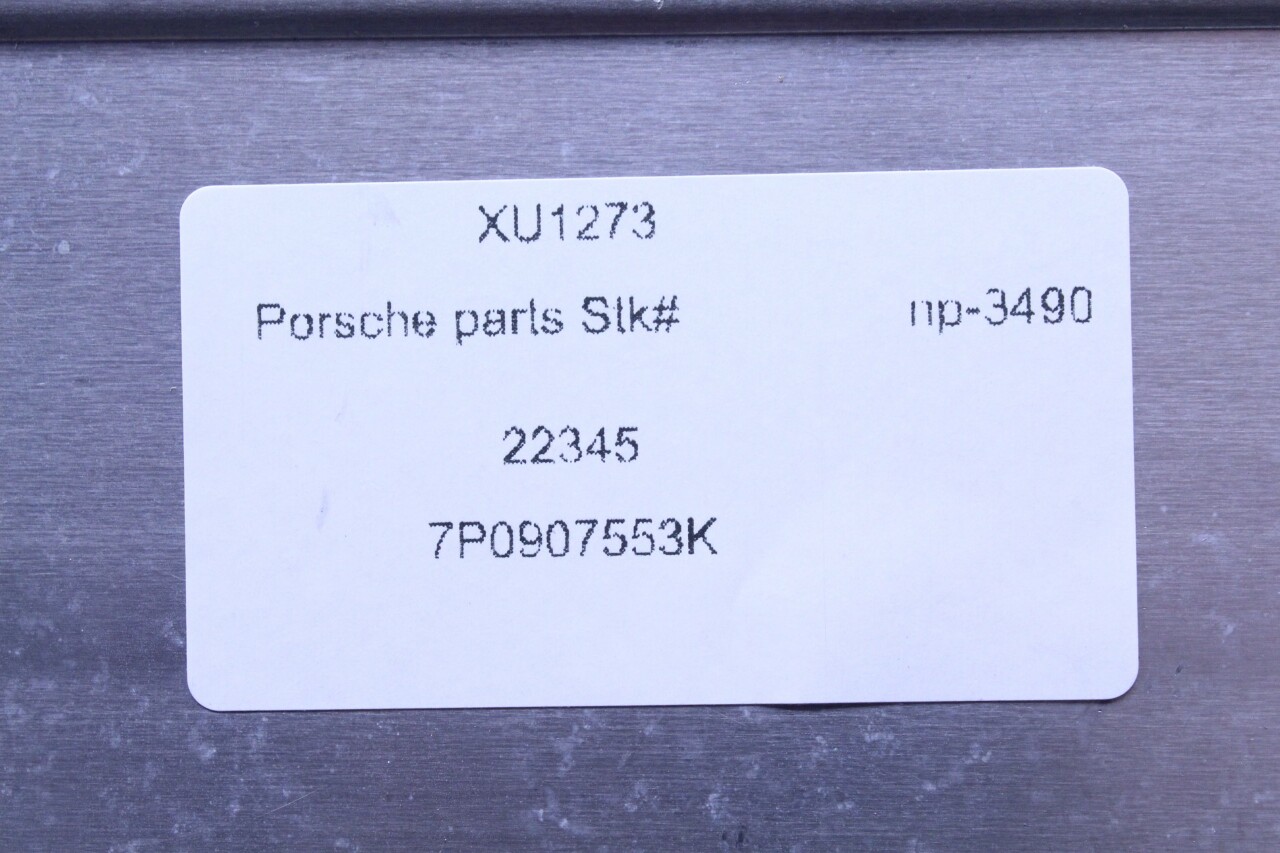 XU1273
Porsche parts Stk# np-3490
22345
7P0907553K